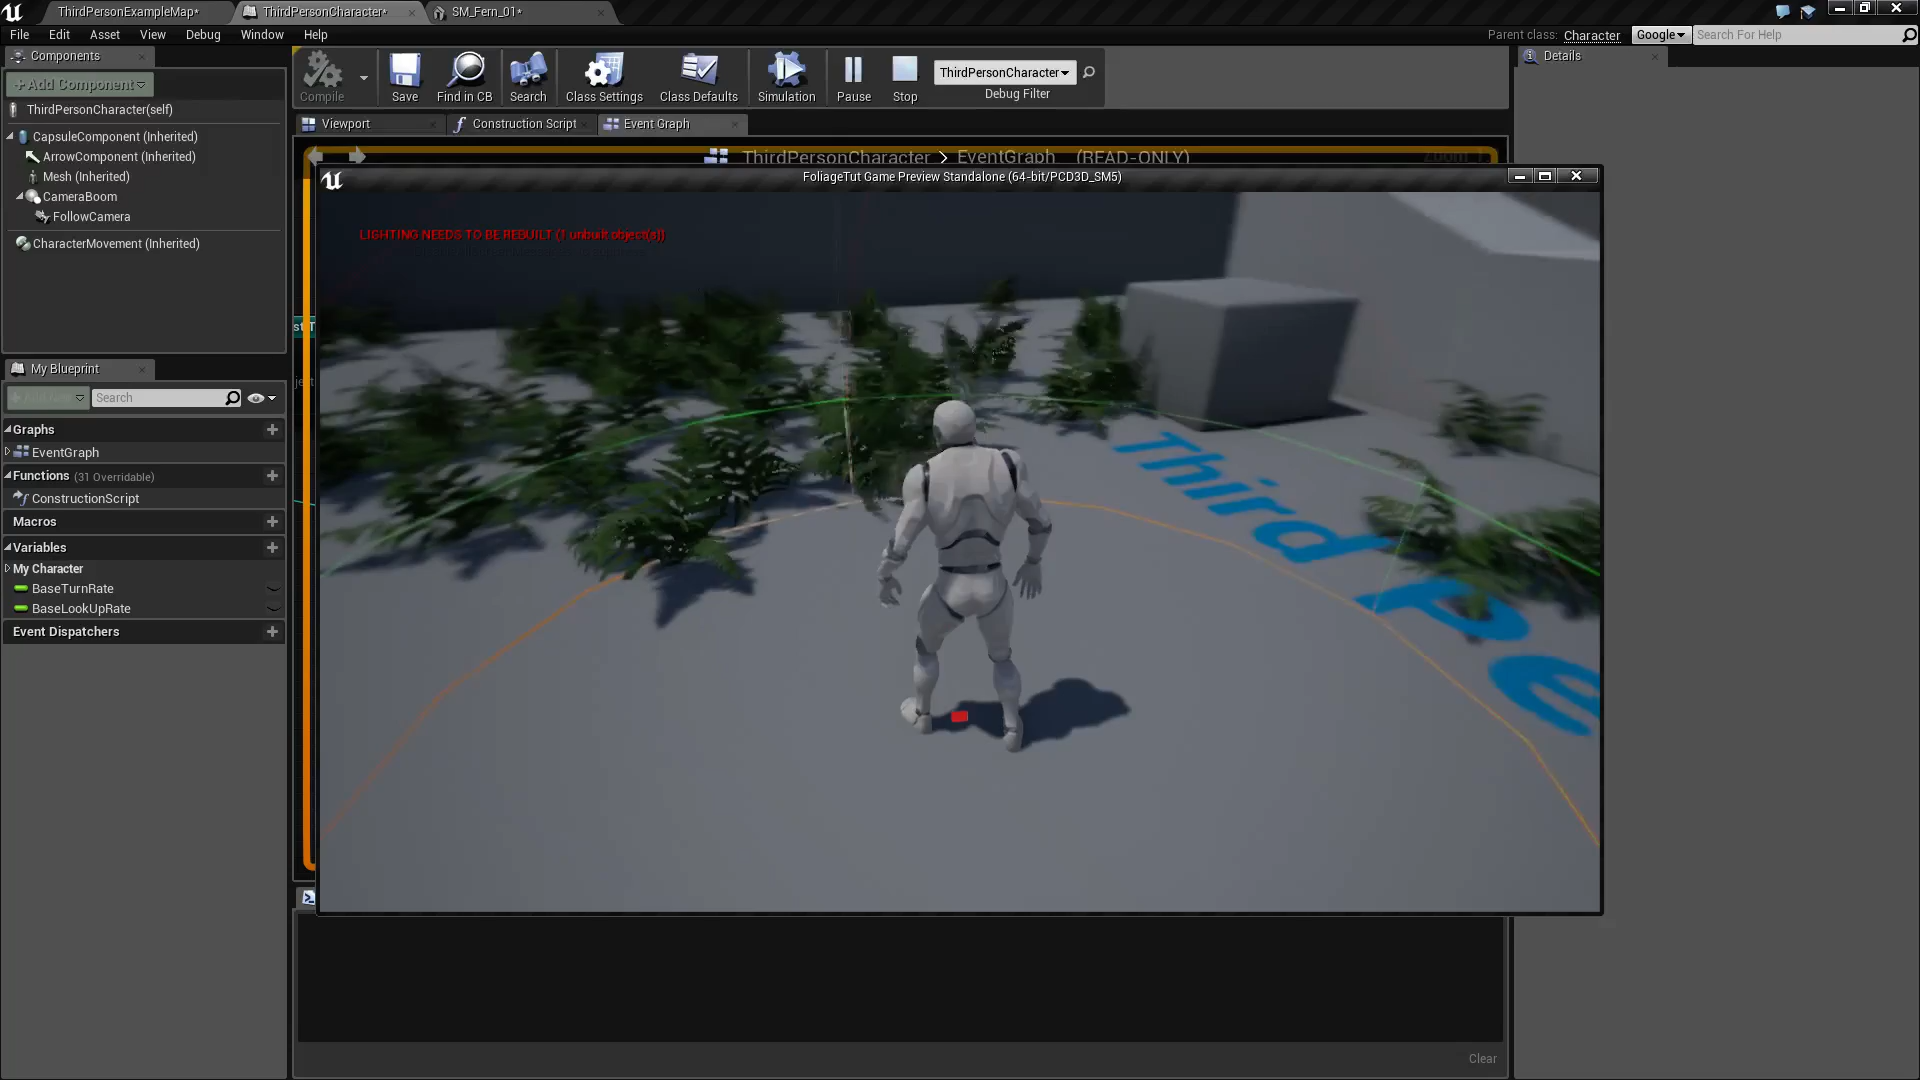 ThirdPersonExampleMap*
ThirdPersonCharacter*
SM_Fern_01*
File Edit Asset View Debug Window Help
Parent class: Character
Google
Search For Help
Components
+Add Component
ThirdPersonCharacter(self)
CapsuleComponent (Inherited)
ArrowComponent (Inherited)
Mesh (Inherited)
CameraBoom
FollowCamera
CharacterMovement (Inherited)
Compile
Save
Find in CB
Search
Class Settings
Class Defaults
Simulation
Pause
Stop
ThirdPersonCharacter
Debug Filter
Details
Viewport
Construction Script
Event Graph
ThirdPersonCharacter > EventGraph (READ-ONLY)
FoliageTut Game Preview Standalone (64-bit/PCD3D_SM5)
LIGHTING NEEDS TO BE REBUILT (1 unbuilt object(s))
Third Pe
My Blueprint
Search
Graphs
EventGraph
Functions (31 Overridable)
ConstructionScript
Macros
Variables
My Character
BaseTurnRate
BaseLookUpRate
Event Dispatchers
Clear